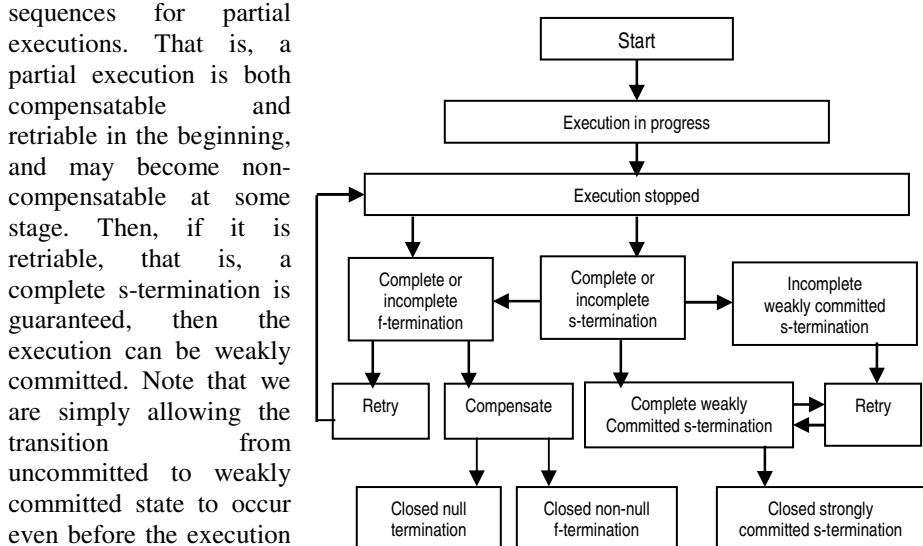 sequences for partial
executions. That is, a
partial execution is both
compensatable and
retriable in the beginning,
and may become non-
compensatable at some
stage. Then, if it is
retriable, that is, a
complete s-termination is
guaranteed, then the
execution can be weakly
committed. Note that we
are simply allowing the
transition from
uncommitted to weakly
committed state to occur
even before the execution
Start
Execution in progress
Execution stopped
Complete or
incomplete
f-termination
Complete or
incomplete
s-termination
Incomplete
weakly committed
s-termination
Retry
Compensate
Complete weakly
Committed s-termination
Retry
Closed null
termination
Closed non-null
f-termination
Closed strongly
committed s-termination